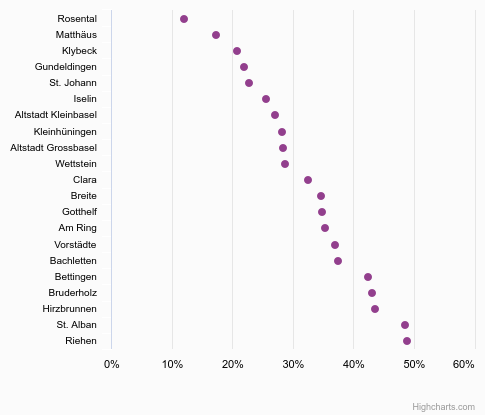 Rosental
Matthäus
Klybeck
Gundeldingen
St. Johann
Iselin
Altstadt Kleinbasel
Kleinhüningen
Altstadt Grossbasel
Wettstein
Clara
Breite
Gotthelf
Am Ring
Vorstädte
Bachletten
Bettingen
Bruderholz
Hirzbrunnen
St. Alban
Riehen
0% 10% 20% 30% 40% 50% 60%
Highcharts.com